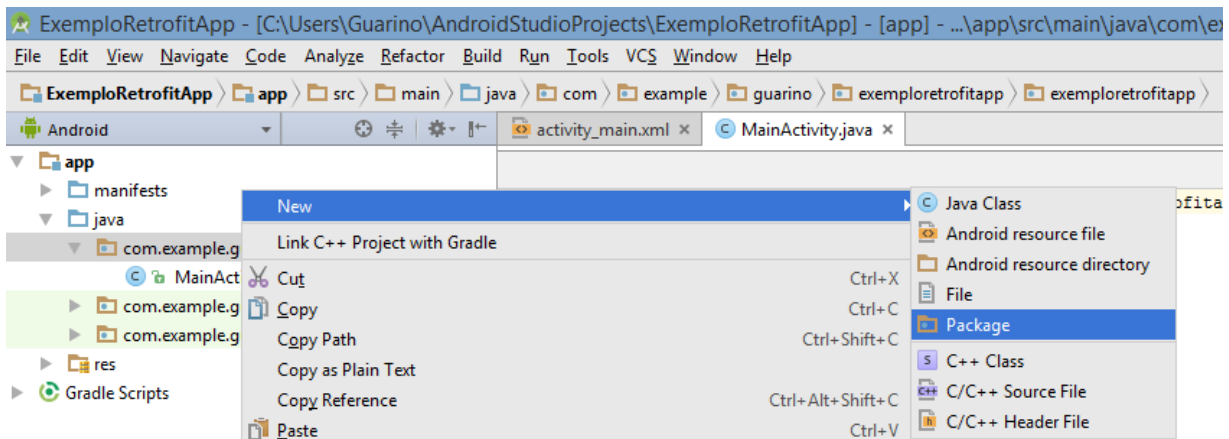 ExemploRetrofitApp - [C:\Users\Guarino\AndroidStudioProjects\ExemploRetrofitApp] - [app] - ...\app\src\main\java\com\ex
File Edit View Navigate Code Analyze Refactor Build Run Tools VCS Window Help
ExemploRetrofitApp app src main java com example guarino exemploretrofitapp exemploretrofitapp
Android activity_main.xml × MainActivity.java ×
app
manifests
java
com.example.g
MainAct
com.example.g
com.example.g
res
Gradle Scripts
New
Link C++ Project with Gradle
Cut Ctrl+X
Copy Ctrl+C
Copy Path Ctrl+Shift+C
Copy as Plain Text
Copy Reference Ctrl+Alt+Shift+C
Paste Ctrl+V
Java Class
Android resource file
Android resource directory
File
Package
C++ Class
C/C++ Source File
C/C++ Header File
ofita